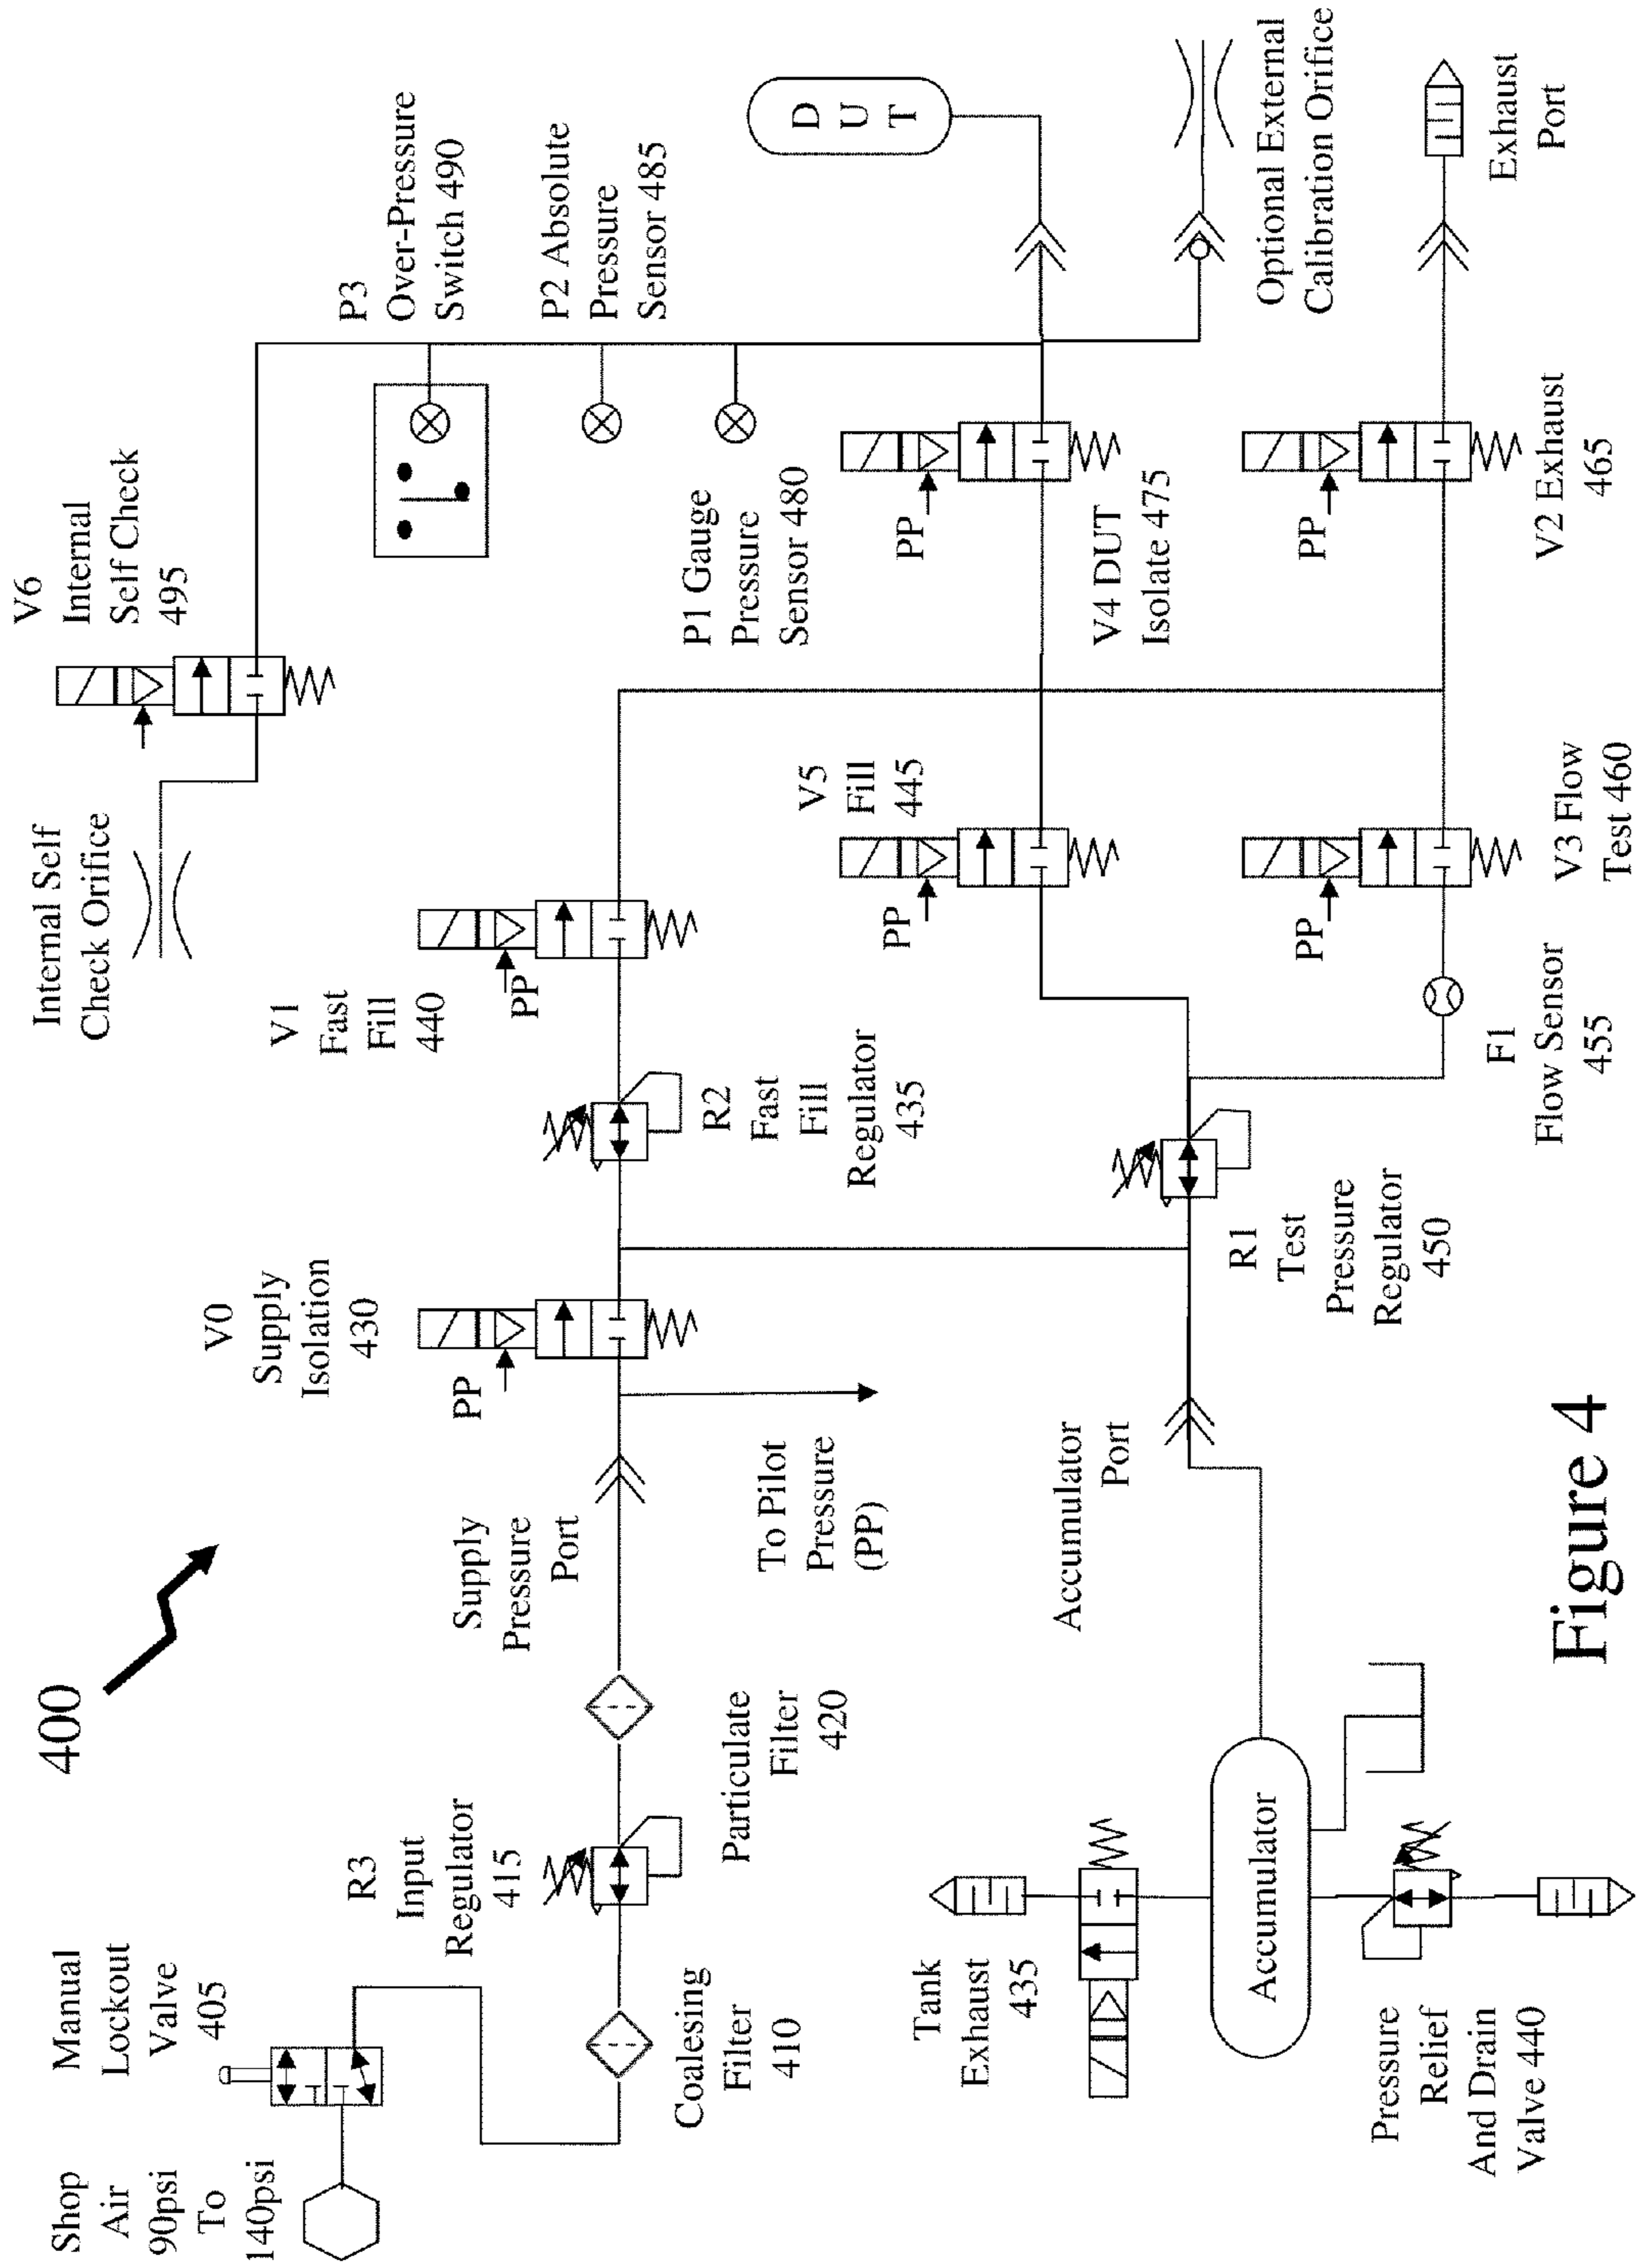 400
Shop
Air
90psi
To
140psi
Manual
Lockout
Valve
405
Coalesing
Filter
410
R3
Input
Regulator
415
Particulate
Filter
420
Supply
Pressure
Port
To Pilot
Pressure
(PP)
V0
Supply
Isolation
430
PP
R2
Fast
Fill
Regulator
435
V1
Fast
Fill
440
PP
Internal Self
Check Orifice
V6
Internal
Self Check
495
P3
Over-Pressure
Switch 490
P2 Absolute
Pressure
Sensor 485
P1 Gauge
Pressure
Sensor 480
D
U
T
Tank
Exhaust
435
Accumulator
Pressure
Relief
And Drain
Valve 440
Accumulator
Port
R1
Test
Pressure
Regulator
450
V5
Fill
445
PP
V4 DUT
Isolate 475
PP
F1
Flow Sensor
455
V3 Flow
Test 460
PP
V2 Exhaust
465
PP
Optional External
Calibration Orifice
Exhaust
Port
Figure 4